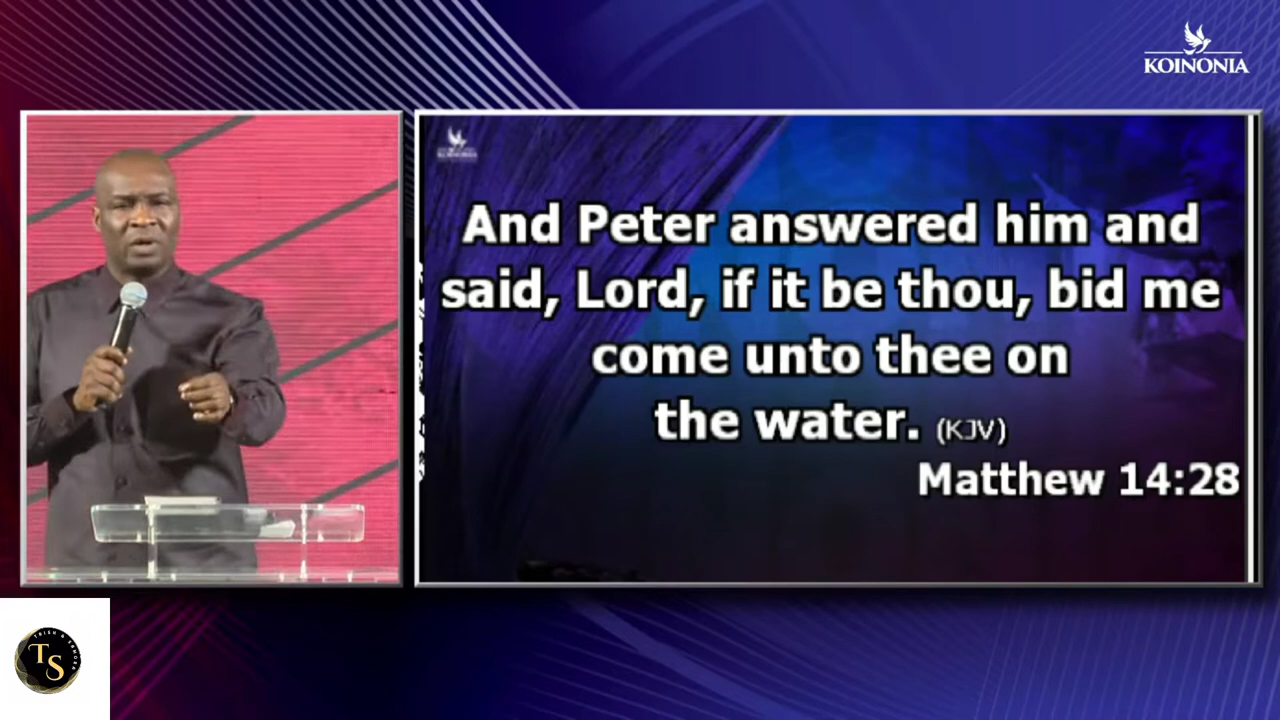 KOINONIA
KOINONIA
And Peter answered him and
said, Lord, if it be thou, bid me
come unto thee on
the water. (KJV)
Matthew 14:28
TS